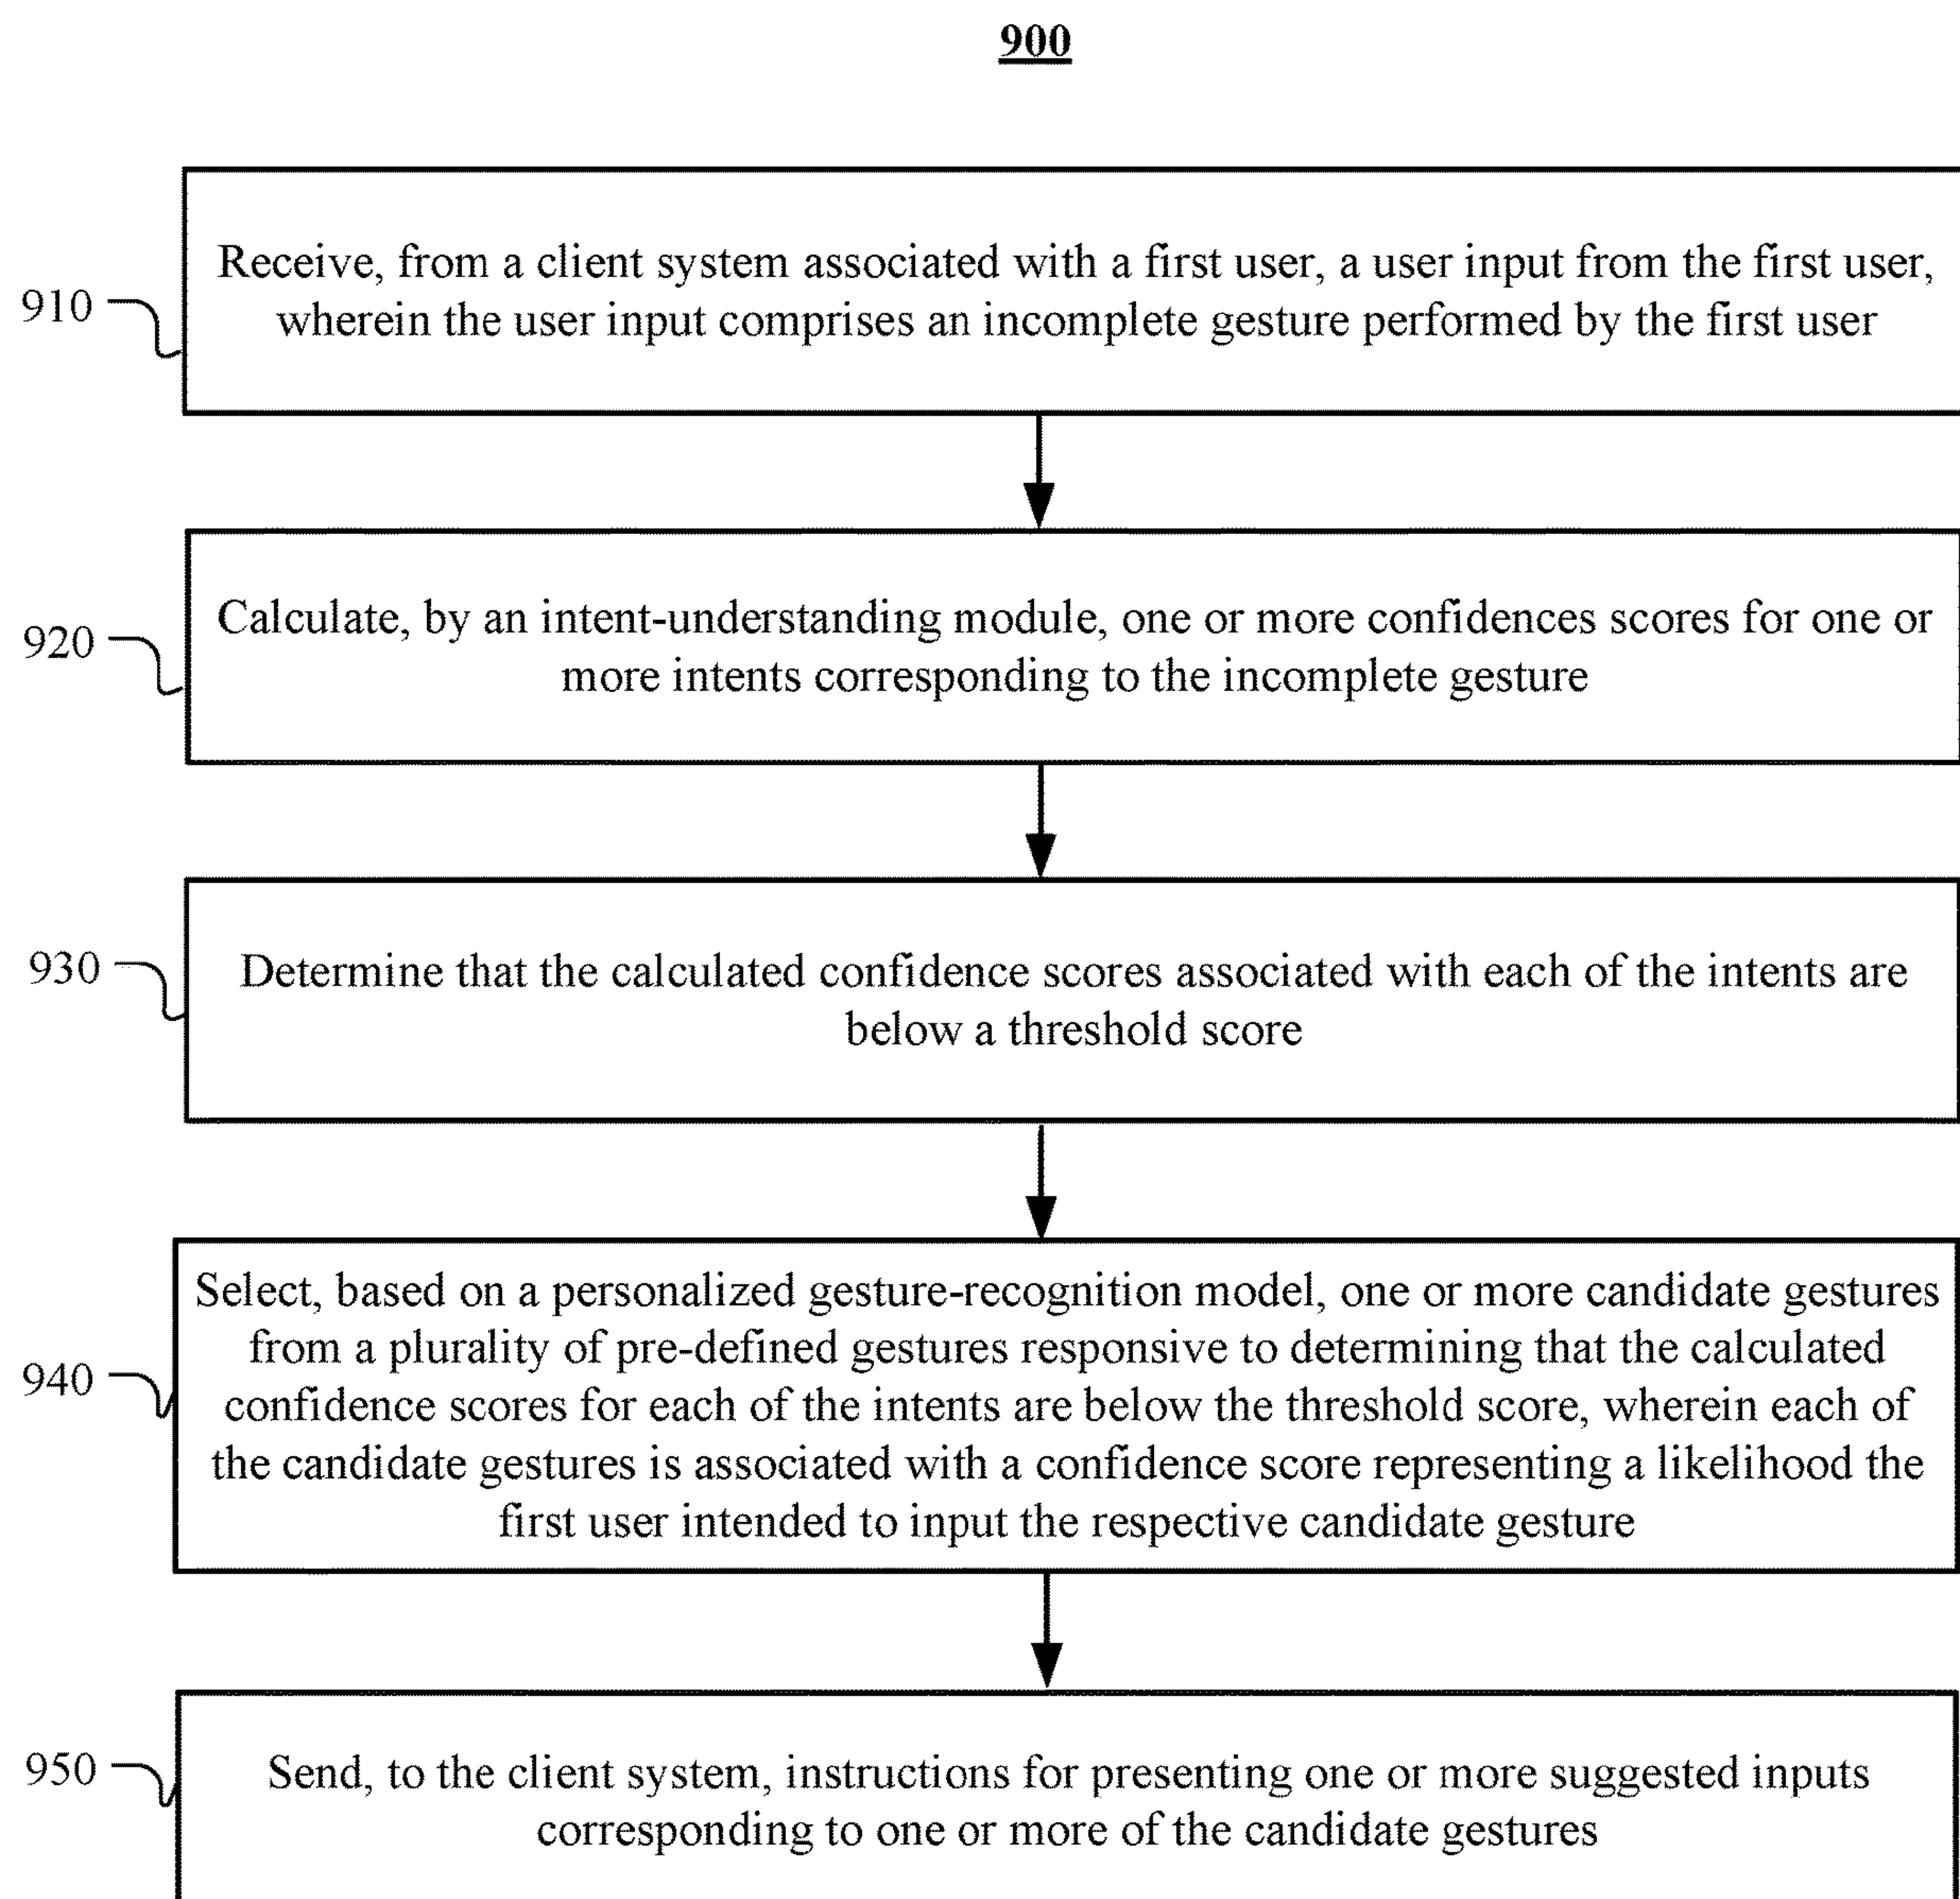 900
910
Receive, from a client system associated with a first user, a user input from the first user,
wherein the user input comprises an incomplete gesture performed by the first user
920
Calculate, by an intent-understanding module, one or more confidences scores for one or
more intents corresponding to the incomplete gesture
930
Determine that the calculated confidence scores associated with each of the intents are
below a threshold score
940
Select, based on a personalized gesture-recognition model, one or more candidate gestures
from a plurality of pre-defined gestures responsive to determining that the calculated
confidence scores for each of the intents are below the threshold score, wherein each of
the candidate gestures is associated with a confidence score representing a likelihood the
first user intended to input the respective candidate gesture
950
Send, to the client system, instructions for presenting one or more suggested inputs
corresponding to one or more of the candidate gestures